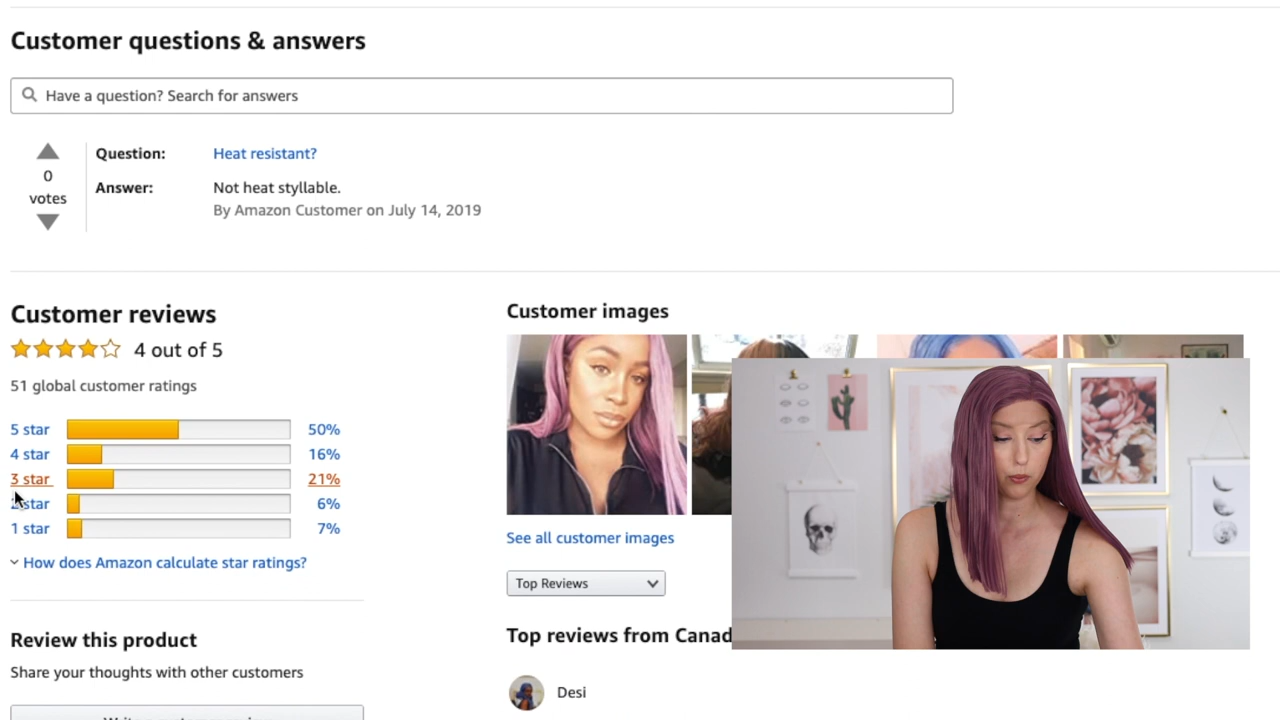 Customer questions & answers
Have a question? Search for answers
0
votes
Question:
Heat resistant?
Answer:
Not heat styllable.
By Amazon Customer on July 14, 2019
Customer reviews
4 out of 5
51 global customer ratings
5 star 50%
4 star 16%
3 star 21%
star 6%
1 star 7%
How does Amazon calculate star ratings?
Review this product
Share your thoughts with other customers
Customer images
See all customer images
Top Reviews
Top reviews from Canad
Desi